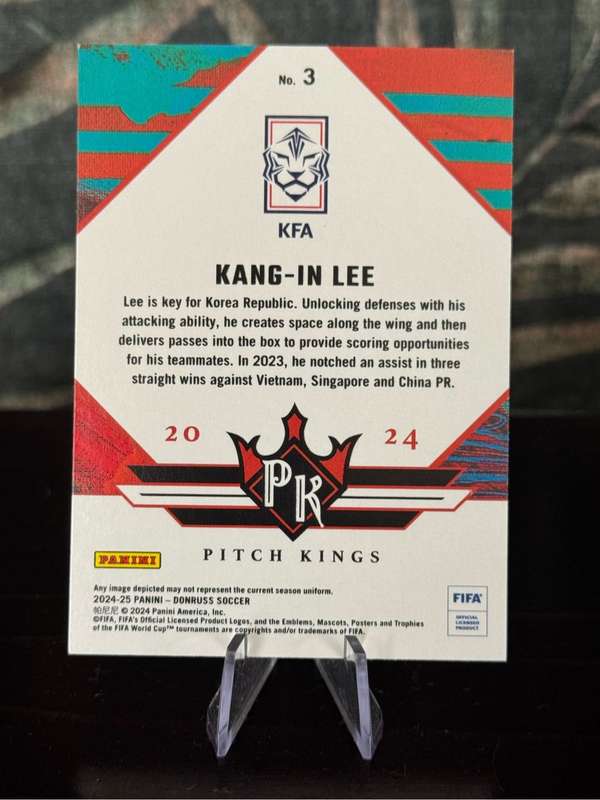 No. 3
KFA
KANG-IN LEE
Lee is key for Korea Republic. Unlocking defenses with his
attacking ability, he creates space along the wing and then
delivers passes into the box to provide scoring opportunities
for his teammates. In 2023, he notched an assist in three
straight wins against Vietnam, Singapore and China PR.
20 24
PK
PANINI
PITCH KINGS
Any image depicted may not represent the current season uniform.
2024-25 PANINI – DONRUSS SOCCER
帕尼尼 © 2024 Panini America, Inc.
©FIFA, FIFA's Official Licensed Product Logos, and the Emblems, Mascots, Posters and Trophies
of the FIFA World Cup™ tournaments are copyrights and/or trademarks of FIFA.
FIFA
OFFICIAL
LICENSED
PRODUCT